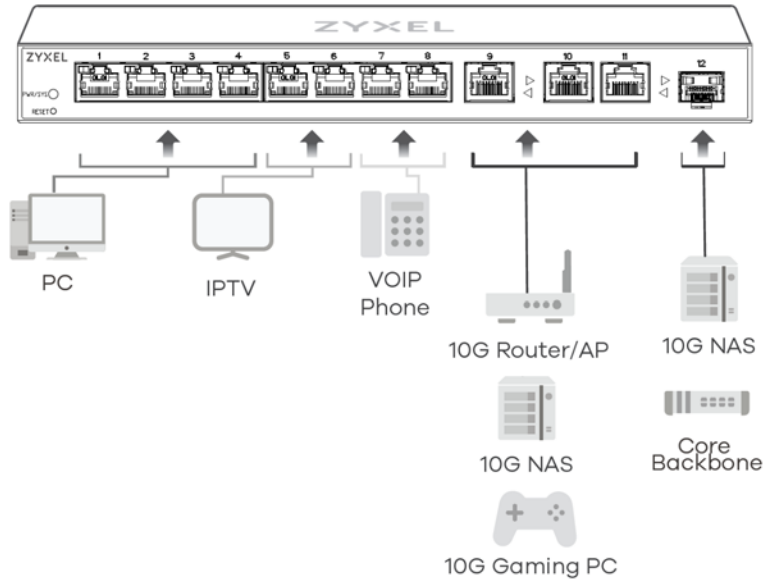 ZYXEL
ZYXEL
1 2 3 4 5 6 7 8 9 10 11 12
PWR/SYS
RESET
PC
IPTV
VOIP
Phone
10G Router/AP
10G NAS
10G Gaming PC
10G NAS
Core
Backbone